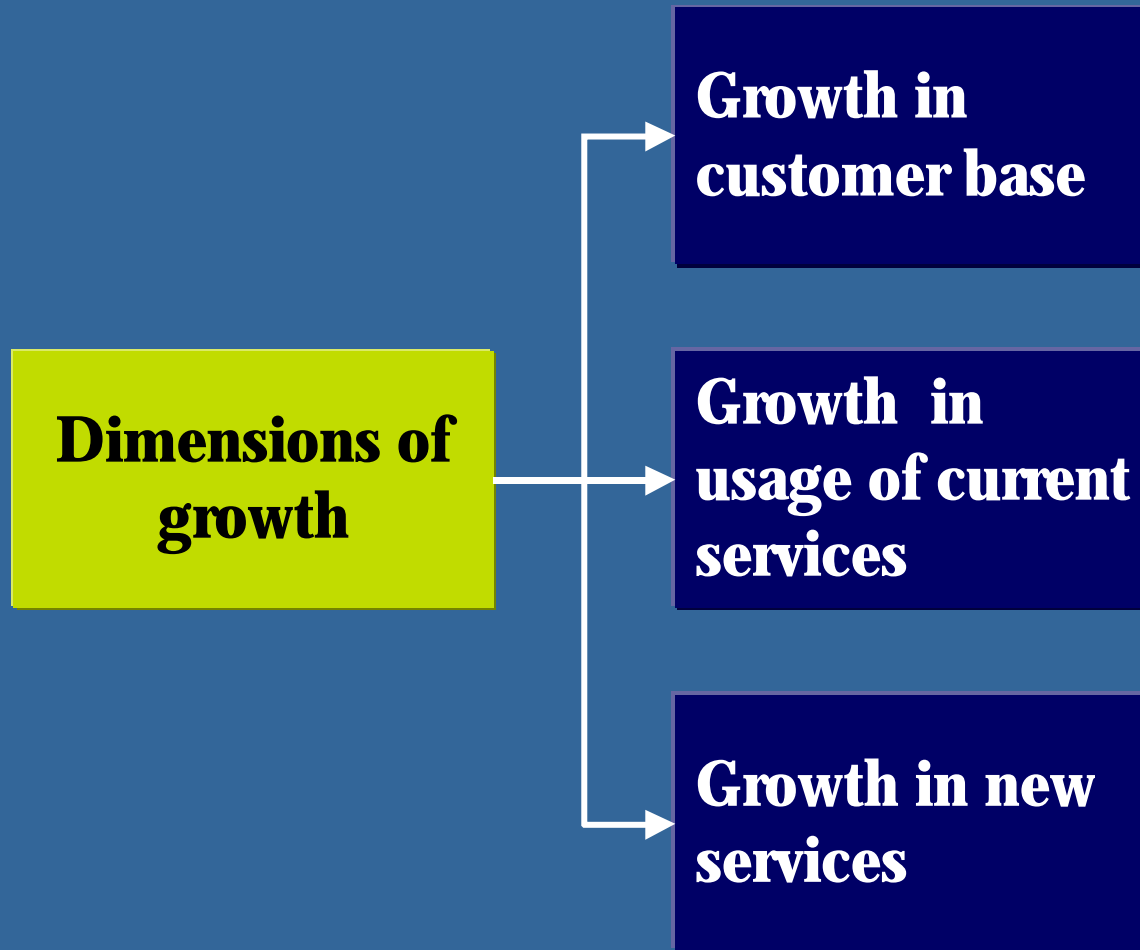 Growth in
customer base
Dimensions of
growth
Growth in
usage of current
services
Growth in new
services